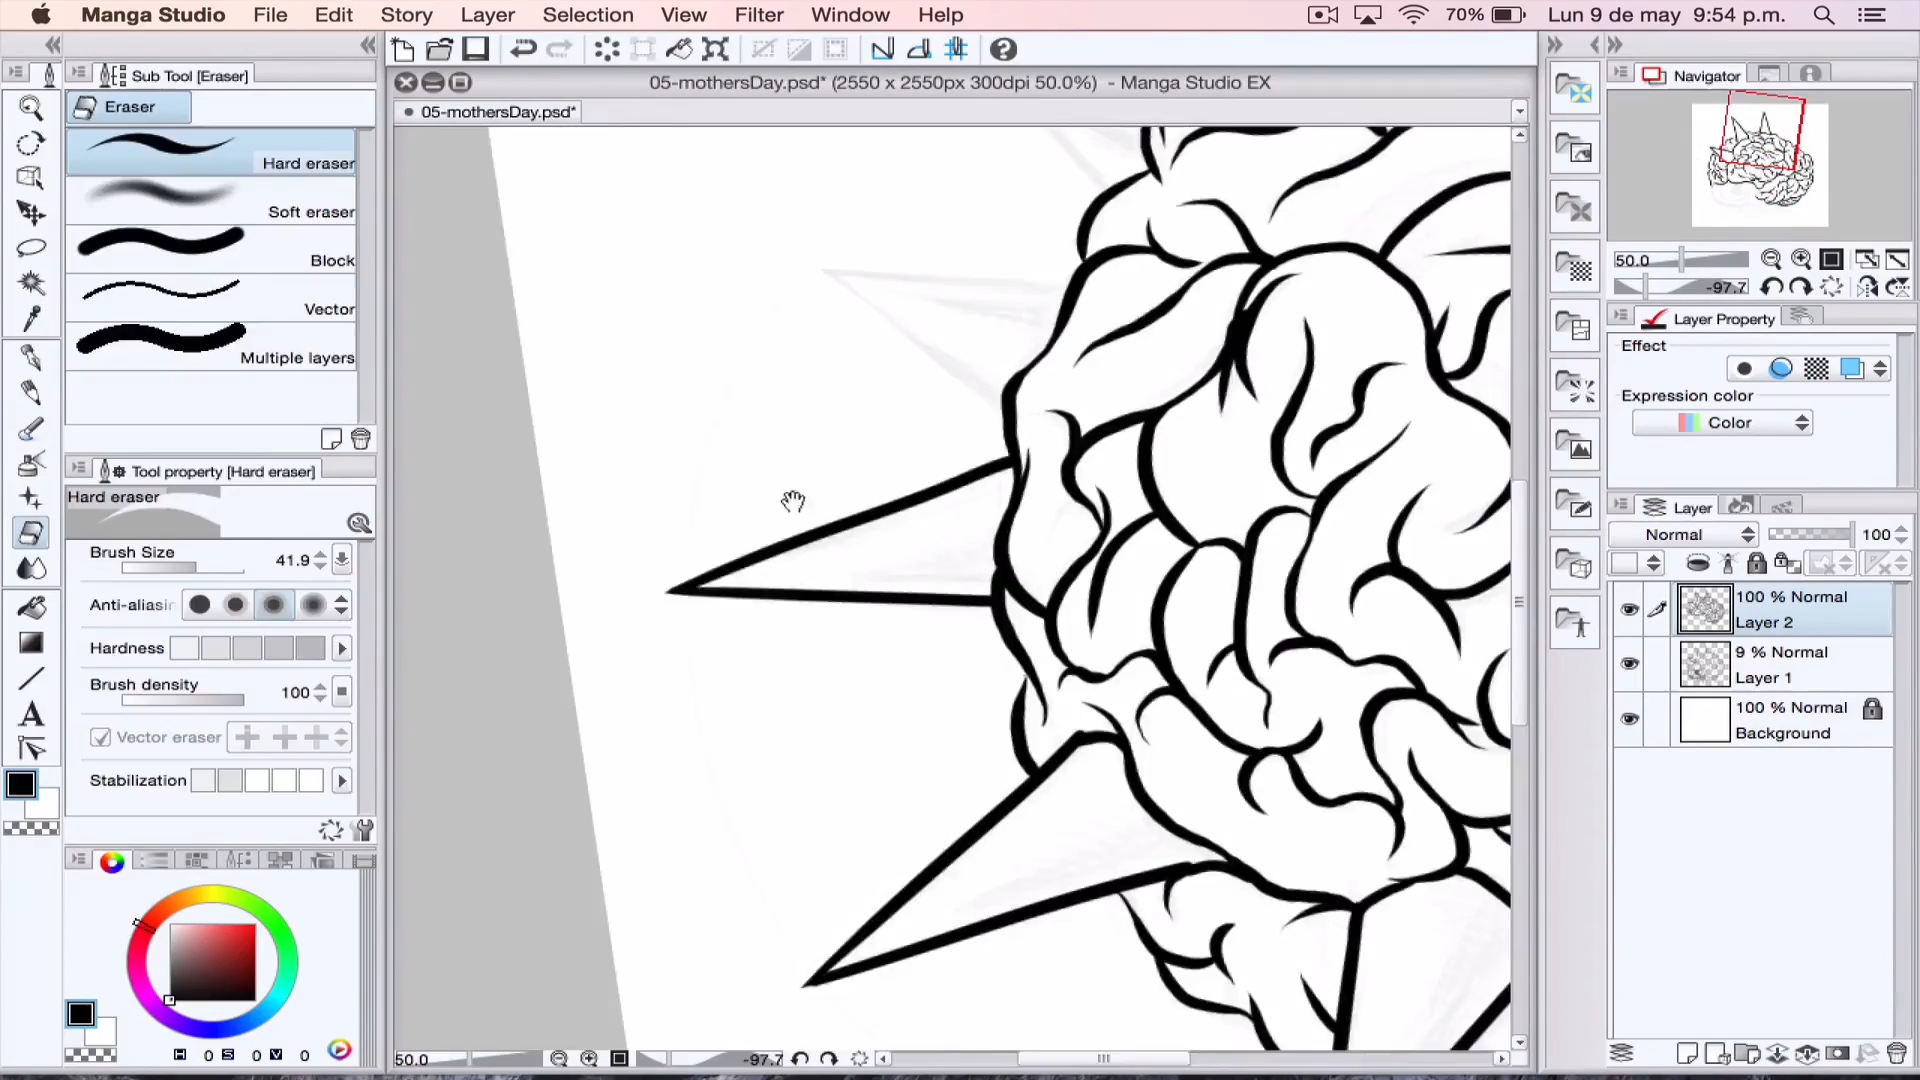 Manga Studio File Edit Story Layer Selection View Filter Window Help 70% Lun 9 de may 9:54 p.m.
05-mothersDay.psd* (2550 x 2550px 300dpi 50.0%) - Manga Studio EX
05-mothersDay.psd*
Sub Tool [Eraser]
Eraser
Hard eraser
Soft eraser
Block
Vector
Multiple layers
Tool property [Hard eraser]
Hard eraser
Brush Size 41.9
Anti-aliasin
Hardness
Brush density 100
Vector eraser
Stabilization
H 0 S 0 V 0
50.0 -97.7
Navigator
50.0
-97.7
Layer Property
Effect
Expression color
Color
Layer
Normal 100
100 % Normal
Layer 2
9 % Normal
Layer 1
100 % Normal
Background